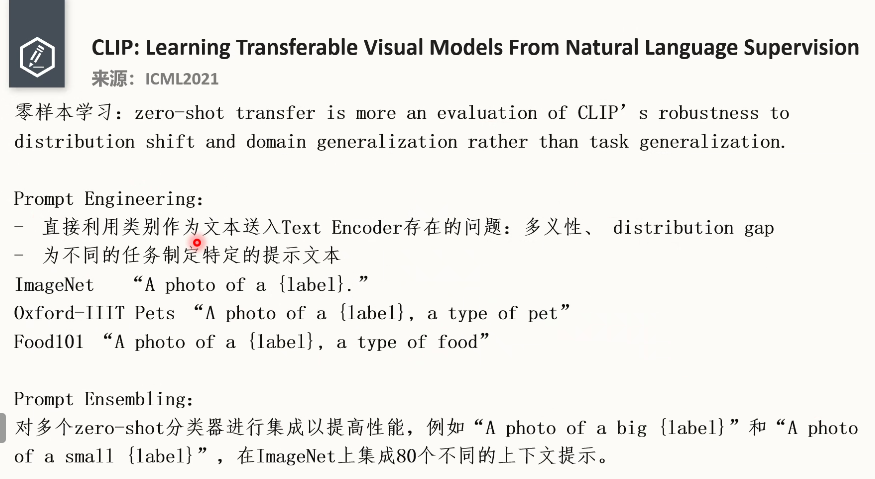 CLIP: Learning Transferable Visual Models From Natural Language Supervision
来源：ICML2021
零样本学习：zero-shot transfer is more an evaluation of CLIP’s robustness to
distribution shift and domain generalization rather than task generalization.
Prompt Engineering：
- 直接利用类别作为文本送入Text Encoder存在的问题：多义性、 distribution gap
- 为不同的任务制定特定的提示文本
ImageNet “A photo of a {label}.”
Oxford-IIIT Pets “A photo of a {label}, a type of pet”
Food101 “A photo of a {label}, a type of food”
Prompt Ensembling：
对多个zero-shot分类器进行集成以提高性能，例如“A photo of a big {label}”和“A photo
of a small {label}”，在ImageNet上集成80个不同的上下文提示。